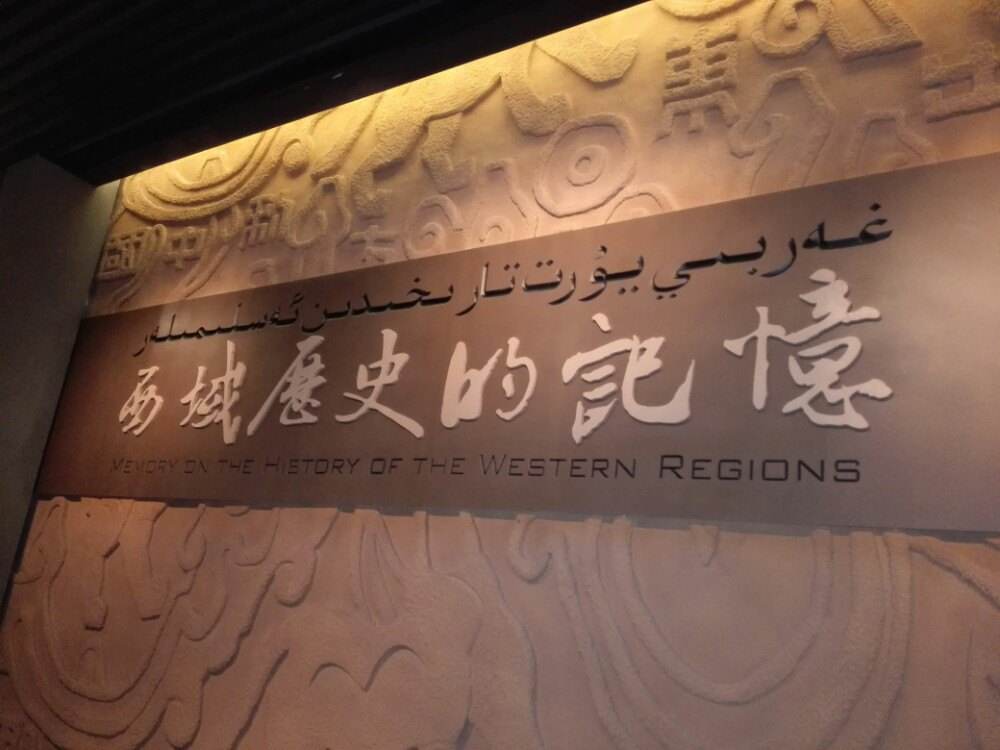 غەربىي يۇرت تارىخىدىن ئەسلىمىلەر
西域歷史的記憶
MEMORY ON THE HISTORY OF THE WESTERN REGIONS